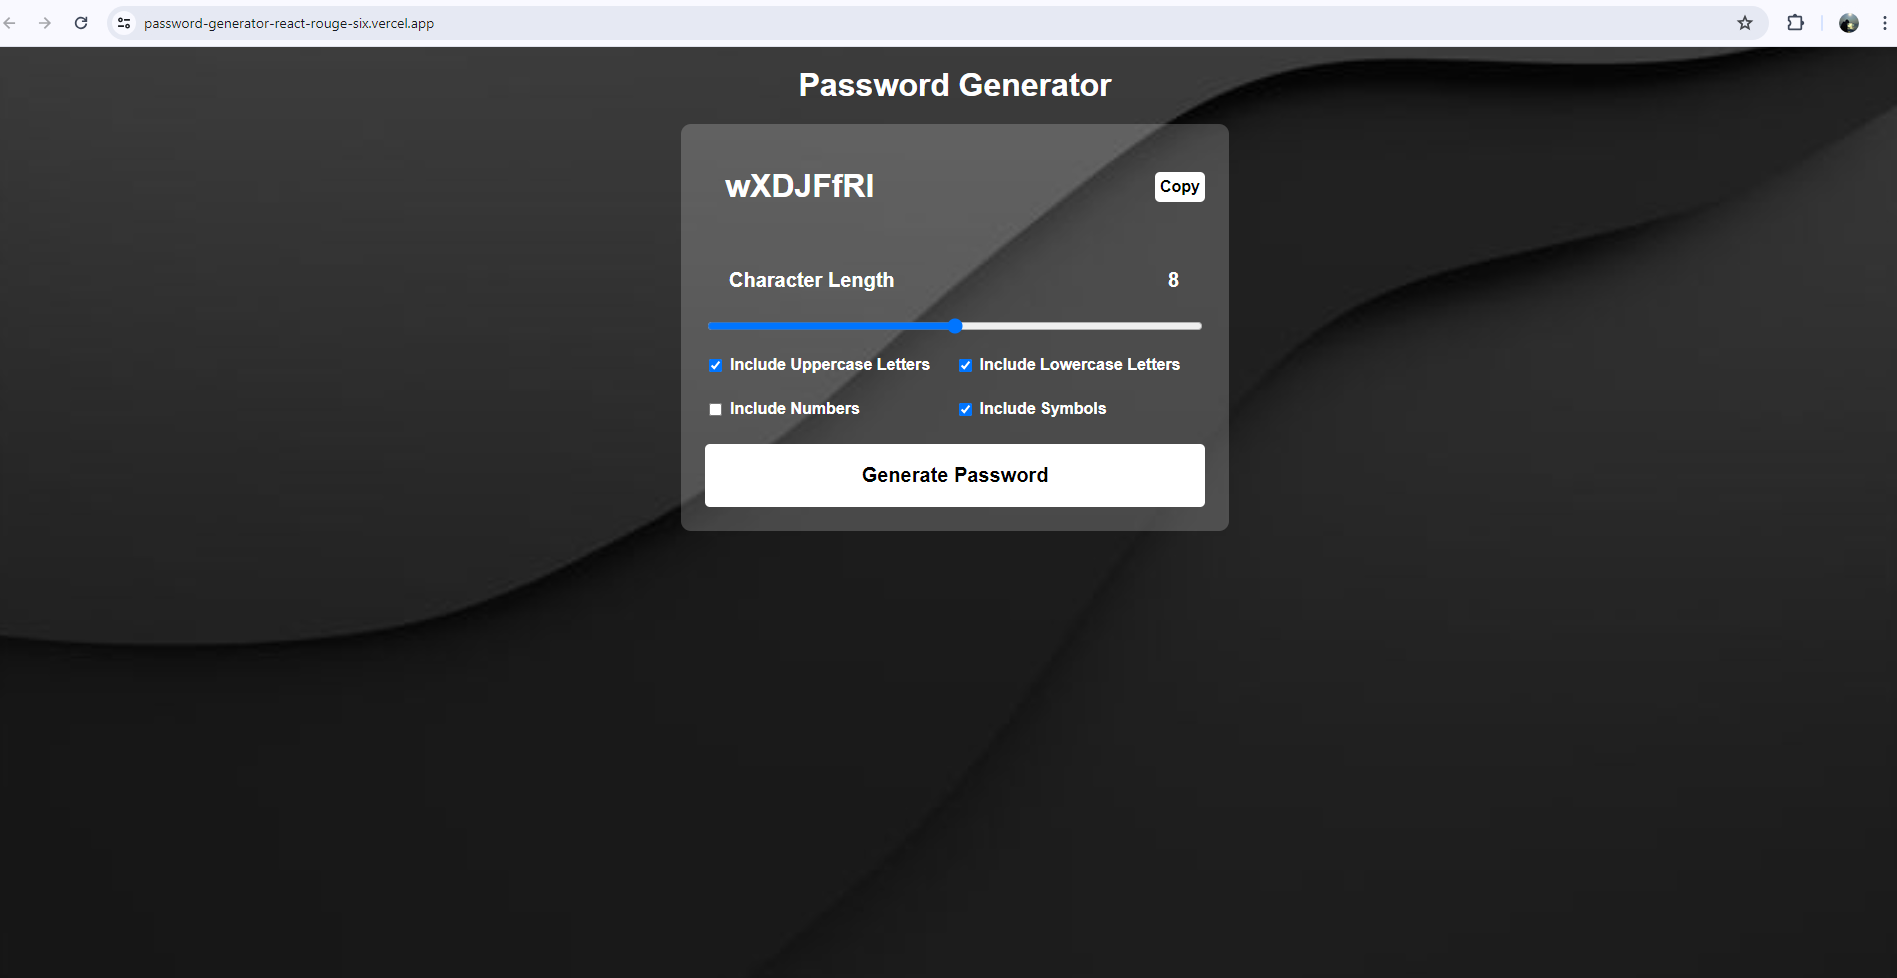 password-generator-react-rouge-six.vercel.app
Password Generator
wXDJFfRI
Copy
Character Length
8
Include Uppercase Letters
Include Lowercase Letters
Include Numbers
Include Symbols
Generate Password